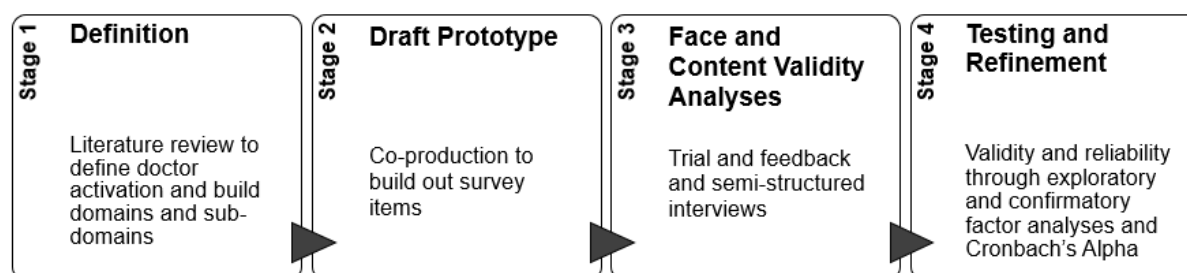 Stage 1
Definition
Literature review to
define doctor
activation and build
domains and sub-
domains
Stage 2
Draft Prototype
Co-production to
build out survey
items
Stage 3
Face and
Content Validity
Analyses
Trial and feedback
and semi-structured
interviews
Stage 4
Testing and
Refinement
Validity and reliability
through exploratory
and confirmatory
factor analyses and
Cronbach's Alpha